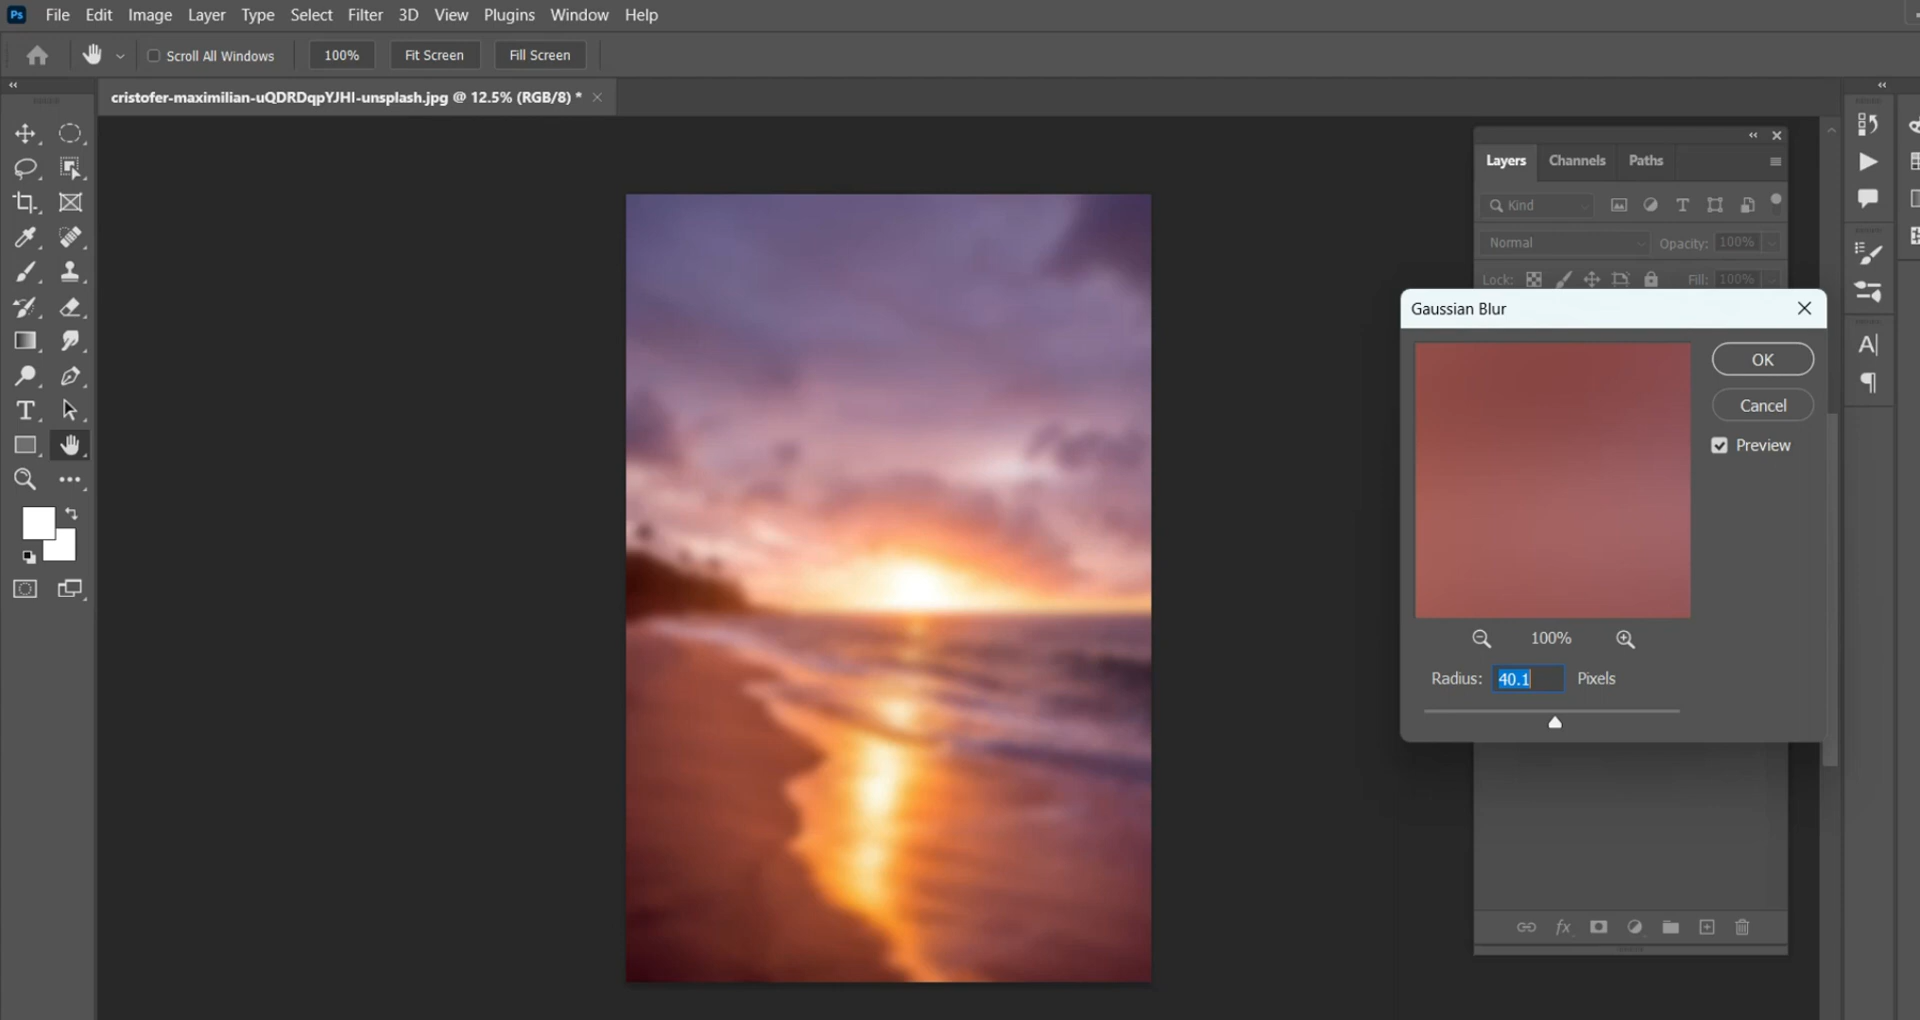 Ps File Edit Image Layer Type Select Filter 3D View Plugins Window Help
Scroll All Windows 100% Fit Screen Fill Screen
cristofer-maximilian-uQDRDqpYJHI-unsplash.jpg @ 12.5% (RGB/8) *
Layers Channels Paths
Kind
Normal Opacity: 100%
Lock: Fill: 100%
Gaussian Blur
OK
Cancel
Preview
100%
Radius: 40.1 Pixels